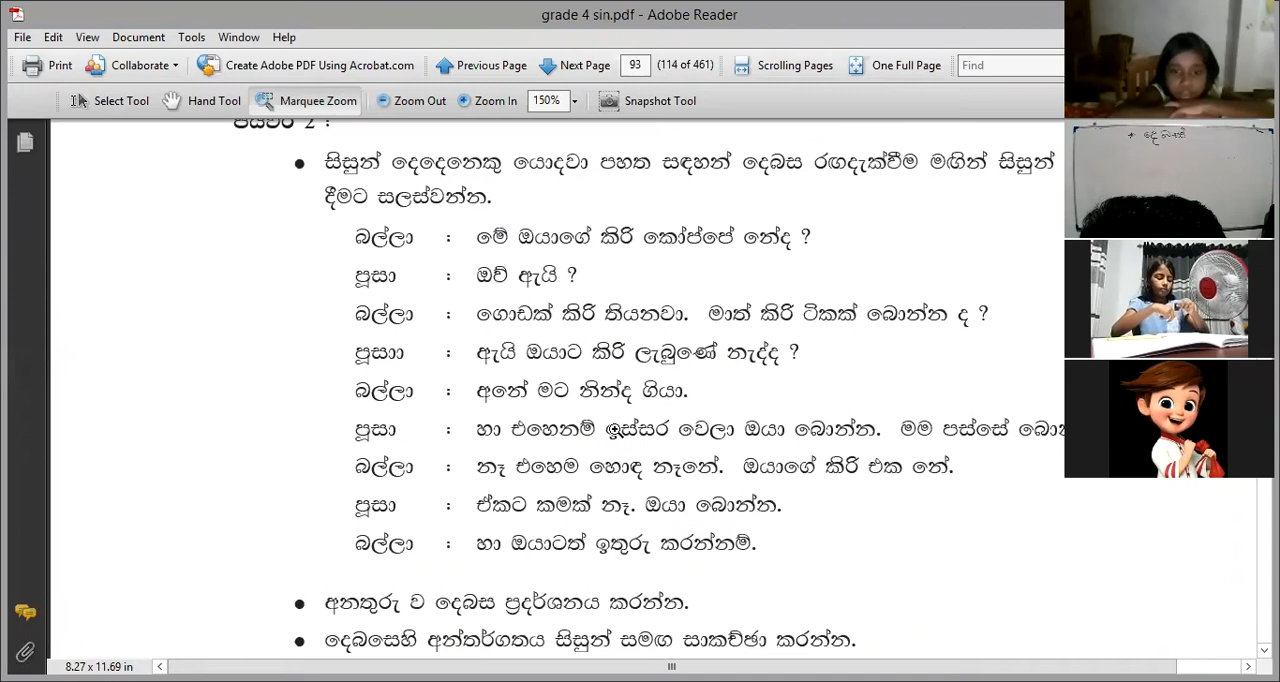 grade 4 sin.pdf - Adobe Reader
File Edit View Document Tools Window Help
Print Collaborate Create Adobe PDF Using Acrobat.com Previous Page Next Page 93 (114 of 461) Scrolling Pages One Full Page Find
Select Tool Hand Tool Marquee Zoom Zoom Out Zoom In 150% Snapshot Tool
පියවර 2 :
• සිසුන් දෙදෙනෙකු යොදවා පහත සඳහන් දෙබස රඟදැක්වීම මඟින් සිසුන්
දීමට සලස්වන්න.
බල්ලා : මේ ඔයාගේ කිරි කෝප්පේ නේද ?
පූසා : ඔව් ඇයි ?
බල්ලා : ගොඩක් කිරි තියනවා. මාත් කිරි ටිකක් බොන්න ද ?
පූසාා : ඇයි ඔයාට කිරි ලැබුණේ නැද්ද ?
බල්ලා : අනේ මට නින්ද ගියා.
පූසා : හා එහෙනම් ඉස්සර වෙලා ඔයා බොන්න. මම පස්සේ
බල්ලා : නෑ එහෙම හොඳ නෑනේ. ඔයාගේ කිරි එක නේ.
පූසා : ඒකට කමක් නෑ. ඔයා බොන්න.
බල්ලා : හා ඔයාටත් ඉතුරු කරන්නම්.
• අනතුරු ව දෙබස ප්‍රදර්ශනය කරන්න.
• දෙබසෙහි අන්තර්ගතය සිසුන් සමඟ සාකච්ඡා කරන්න.
8.27 x 11.69 in